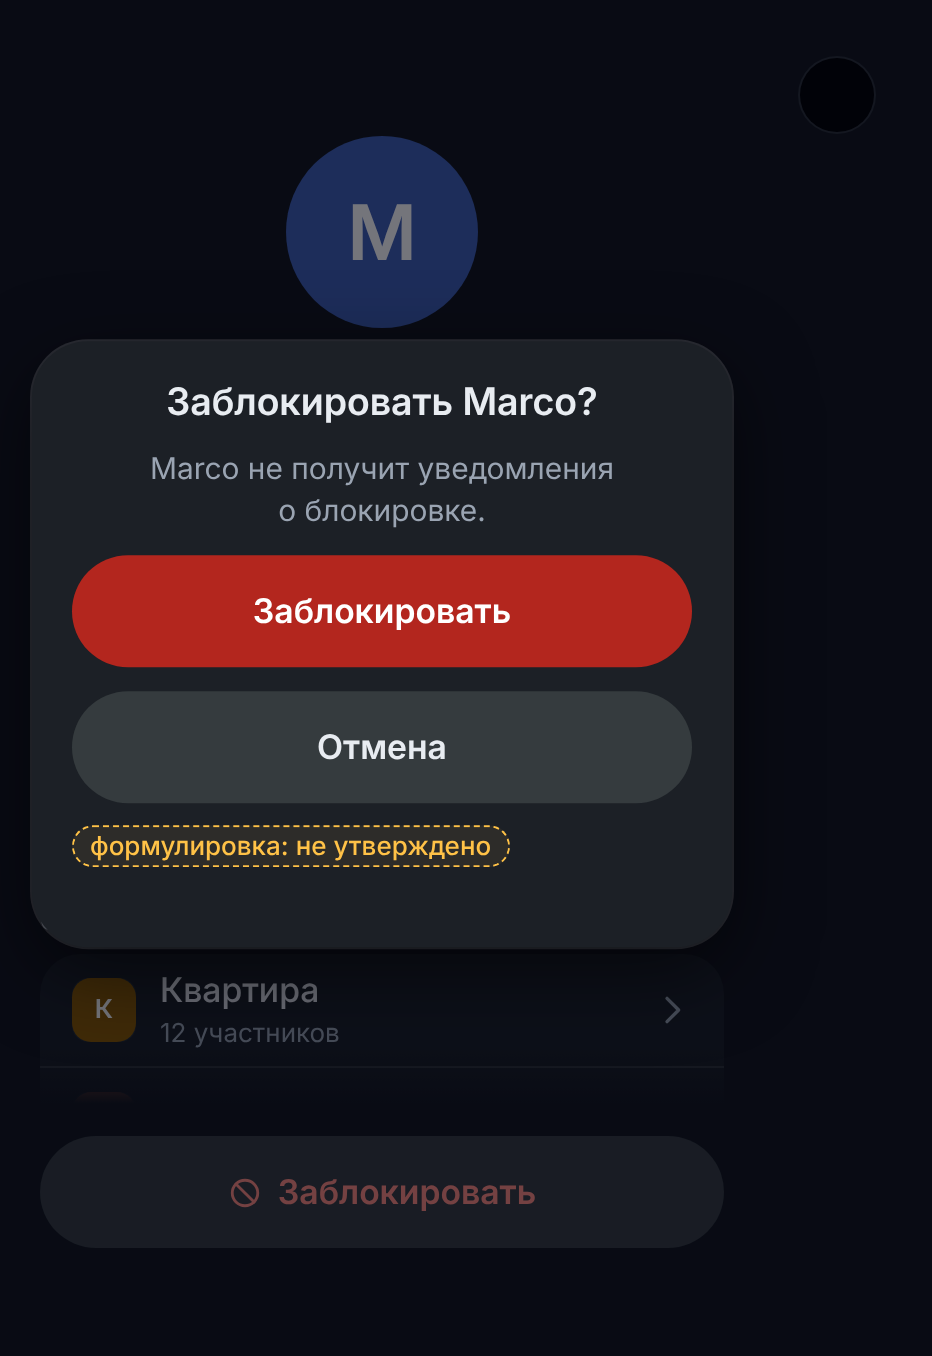 M
Заблокировать Marco?
Marco не получит уведомления
о блокировке.
Заблокировать
Отмена
формулировка: не утверждено
К
Квартира
12 участников
Заблокировать